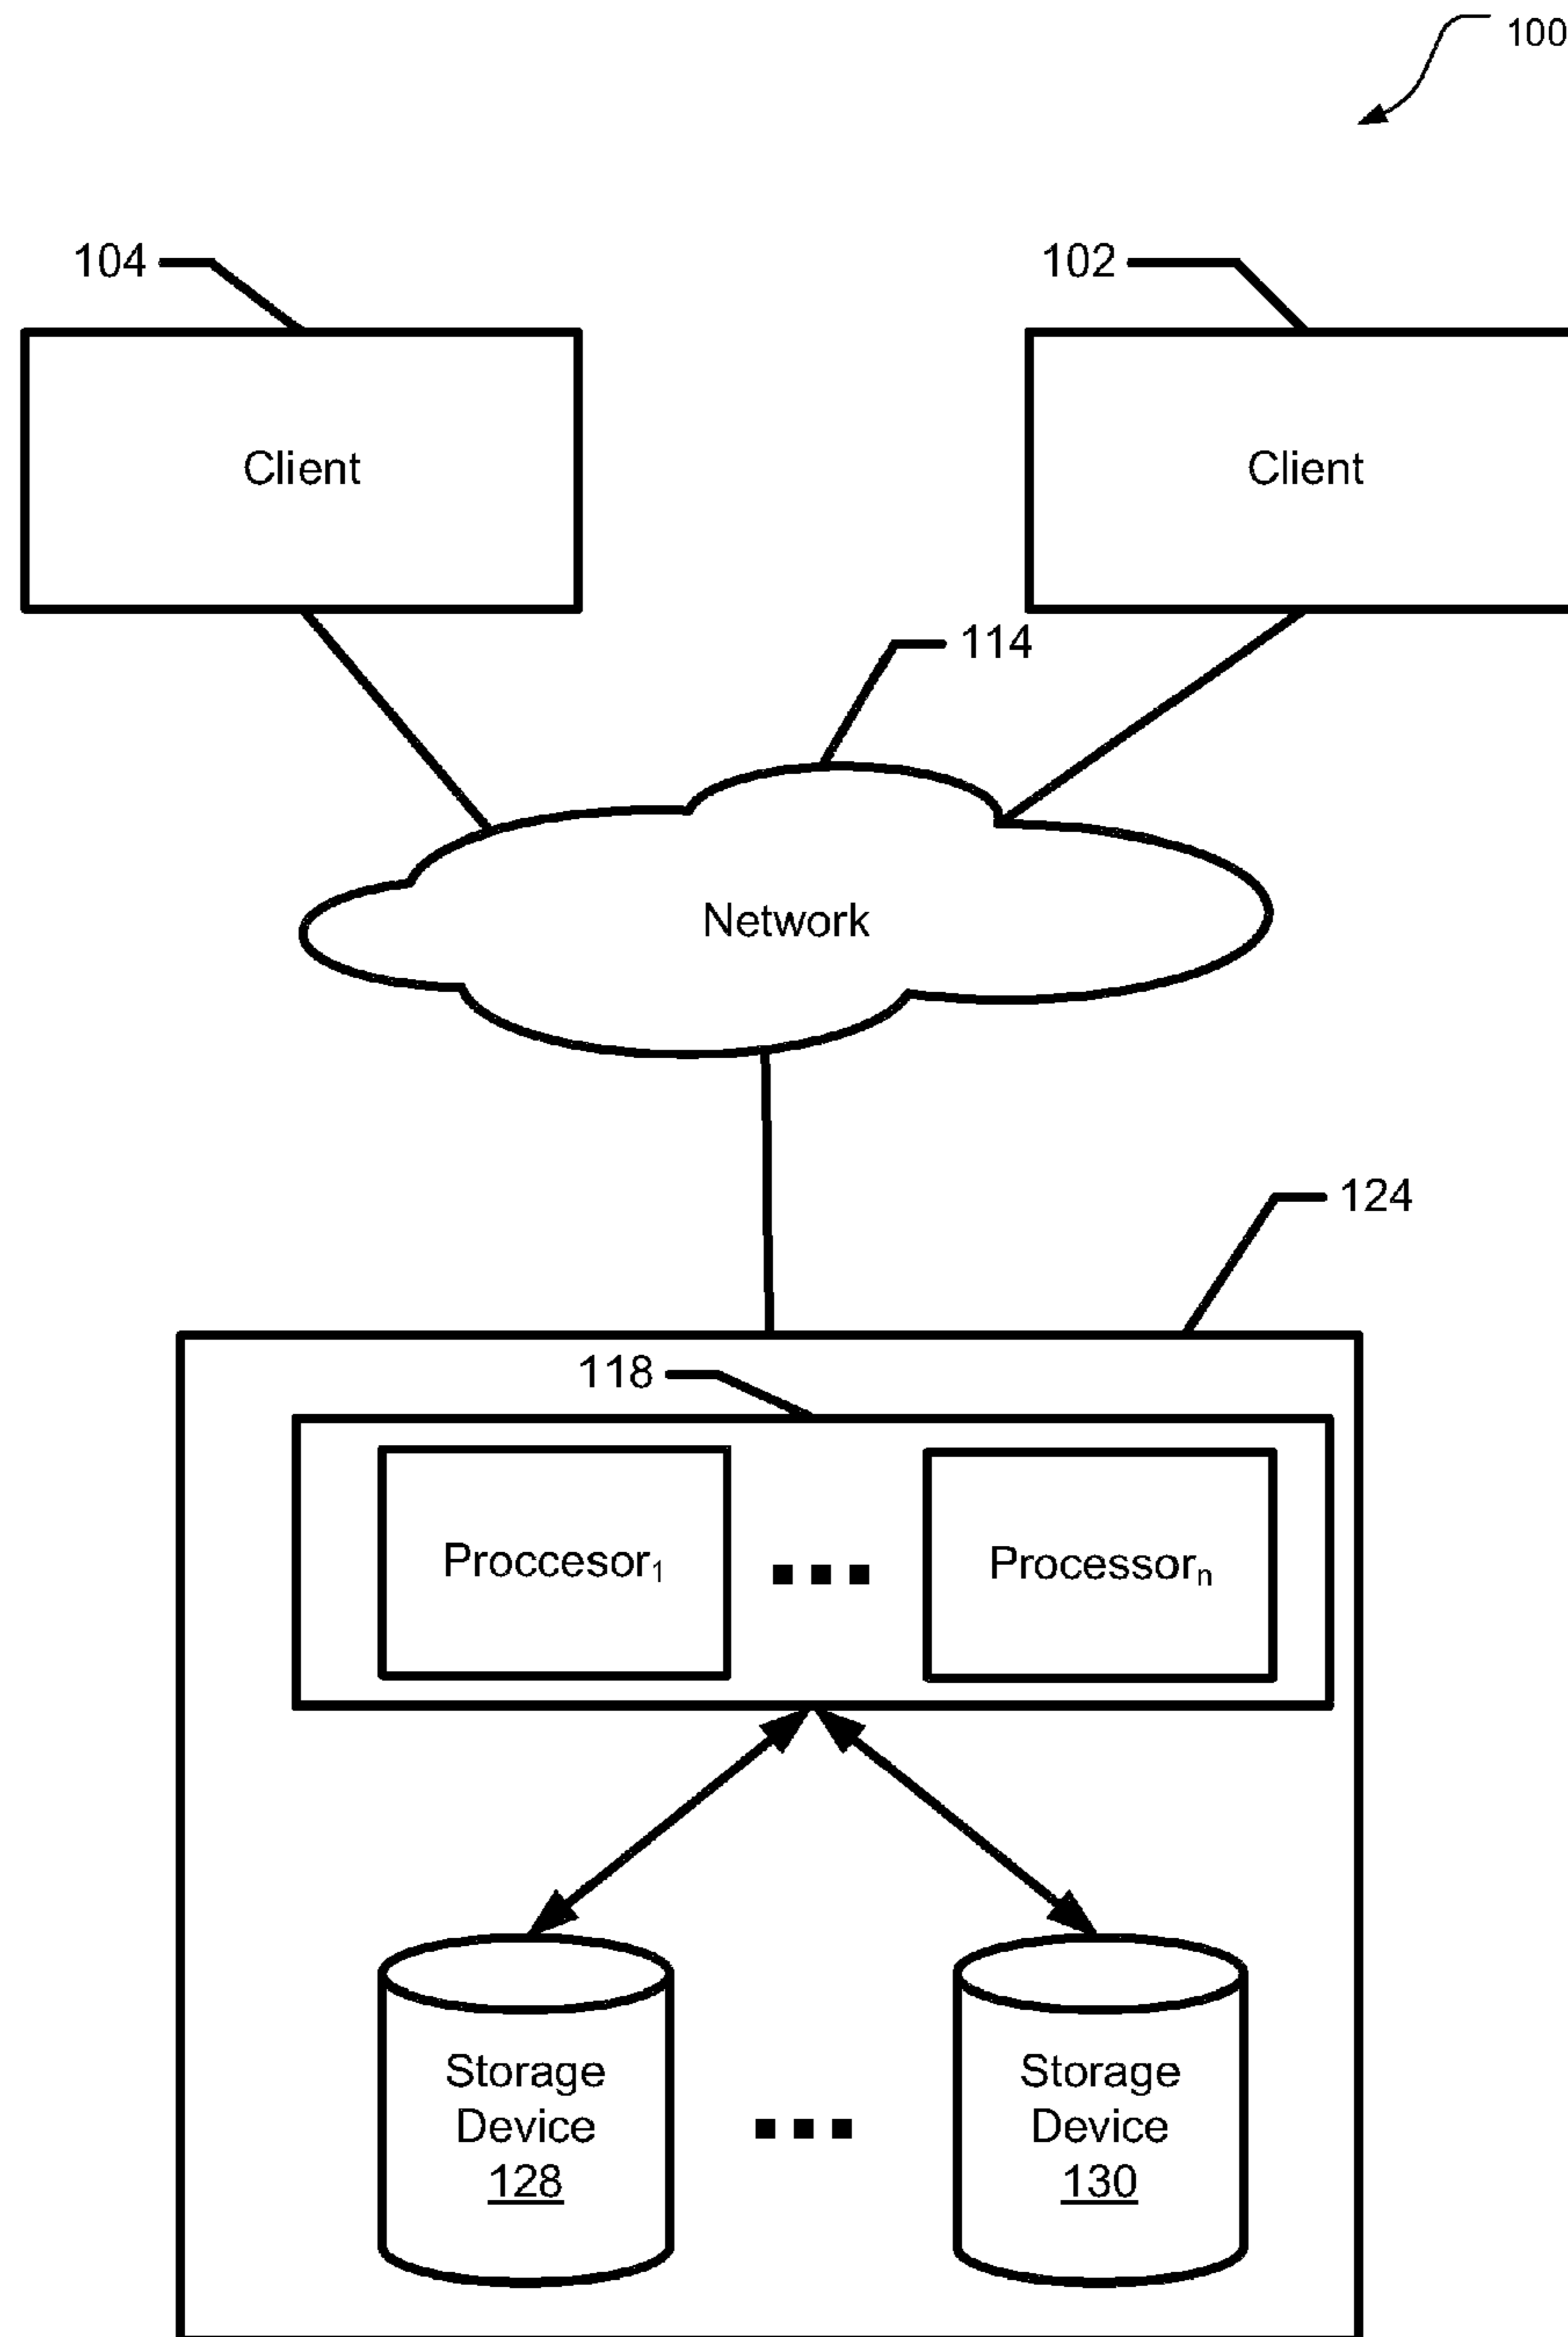 100
104
102
Client
Client
114
Network
124
118
Proccesor1
Processorn
Storage
Device
128
Storage
Device
130